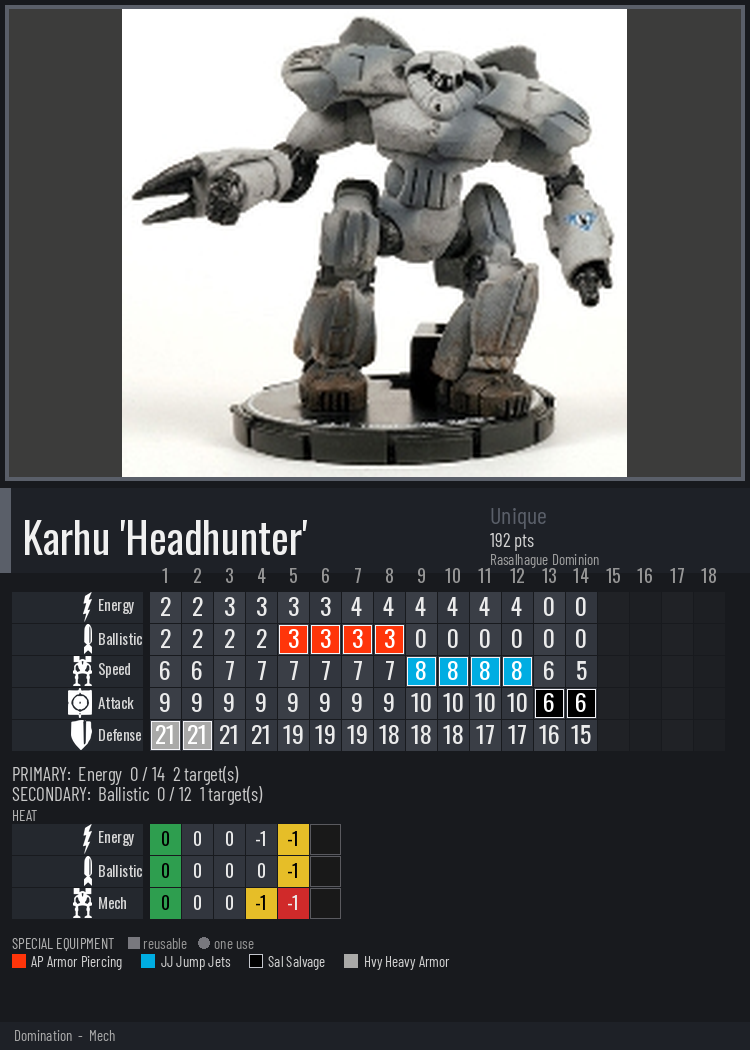 Karhu 'Headhunter'
Unique
192 pts
Rasalhague Dominion
1 2 3 4 5 6 7 8 9 10 11 12 13 14 15 16 17 18
Energy 2 2 3 3 3 3 4 4 4 4 4 4 0 0
Ballistic 2 2 2 2 3 3 3 3 0 0 0 0 0 0
Speed 6 6 7 7 7 7 7 7 8 8 8 8 6 5
Attack 9 9 9 9 9 9 9 9 10 10 10 10 6 6
Defense 21 21 21 21 19 19 19 18 18 18 17 17 16 15
PRIMARY: Energy 0 / 14 2 target(s)
SECONDARY: Ballistic 0 / 12 1 target(s)
HEAT
Energy 0 0 0 -1 -1
Ballistic 0 0 0 0 -1
Mech 0 0 0 -1 -1
SPECIAL EQUIPMENT reusable one use
AP Armor Piercing JJ Jump Jets Sal Salvage Hvy Heavy Armor
Domination - Mech